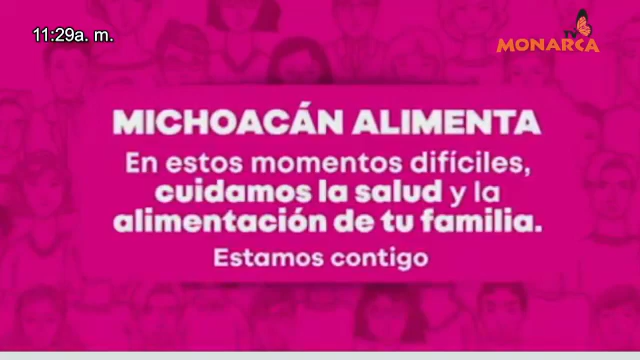 11:29a. m.
TV
MONARCA
MICHOACÁN ALIMENTA
En estos momentos difíciles,
cuidamos la salud y la
alimentación de tu familia.
Estamos contigo